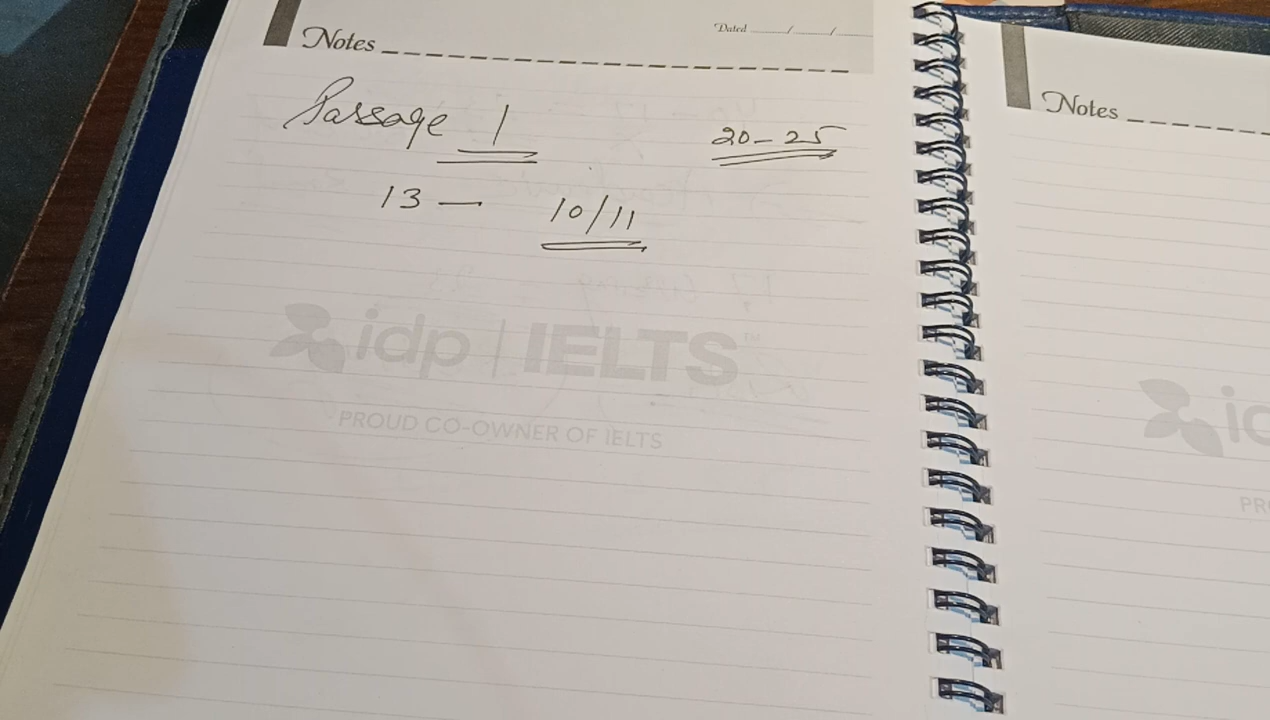 Notes
Dated / /
Passage 1
20-25
13 — 10/11
idp | IELTS
PROUD CO-OWNER OF IELTS
Notes